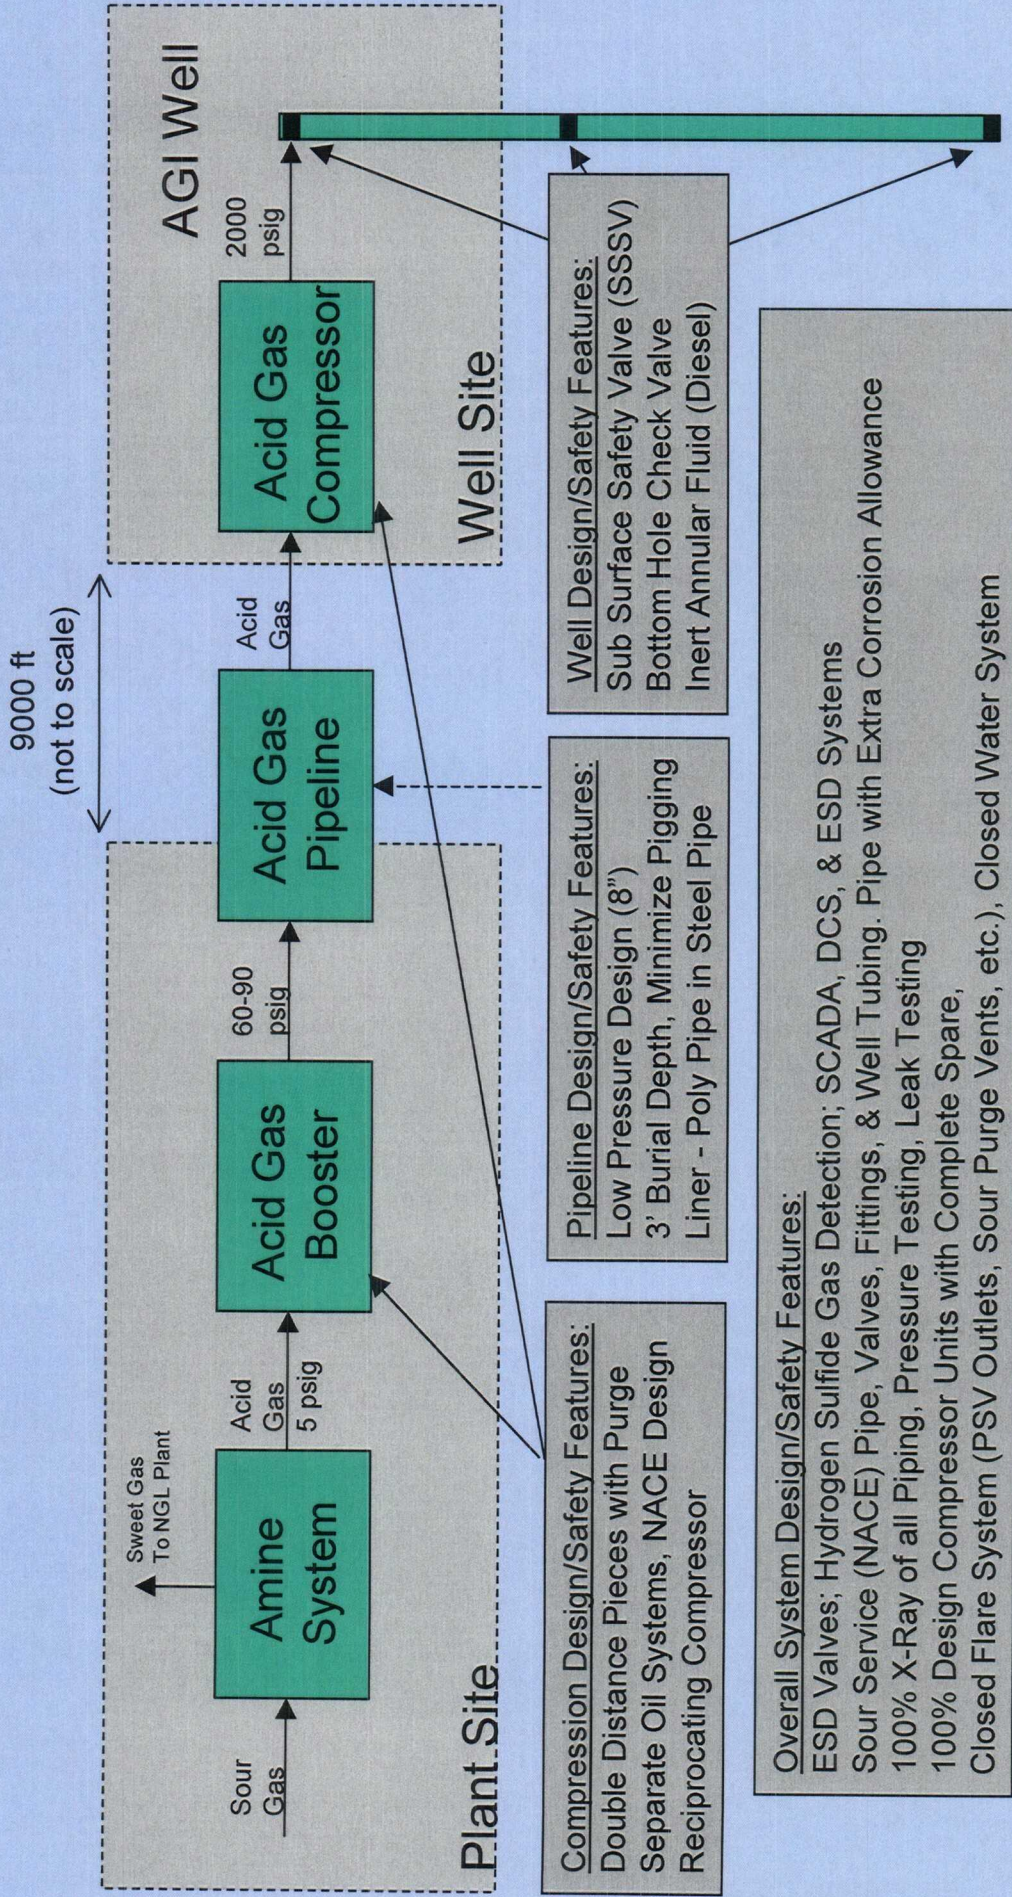 9000 ft
(not to scale)
Sweet Gas
To NGL Plant
Sour
Gas
Amine
System
Acid
Gas
5 psig
Acid Gas
Booster
60-90
psig
Acid Gas
Pipeline
Acid
Gas
Acid Gas
Compressor
2000
psig
AGI Well
Plant Site
Well Site
Compression Design/Safety Features:
Double Distance Pieces with Purge
Separate Oil Systems, NACE Design
Reciprocating Compressor
Pipeline Design/Safety Features:
Low Pressure Design (8”)
3’ Burial Depth, Minimize Pigging
Liner - Poly Pipe in Steel Pipe
Well Design/Safety Features:
Sub Surface Safety Valve (SSSV)
Bottom Hole Check Valve
Inert Annular Fluid (Diesel)
Overall System Design/Safety Features:
ESD Valves; Hydrogen Sulfide Gas Detection; SCADA, DCS, & ESD Systems
Sour Service (NACE) Pipe, Valves, Fittings, & Well Tubing. Pipe with Extra Corrosion Allowance
100% X-Ray of all Piping, Pressure Testing, Leak Testing
100% Design Compressor Units with Complete Spare,
Closed Flare System (PSV Outlets, Sour Purge Vents, etc.), Closed Water System